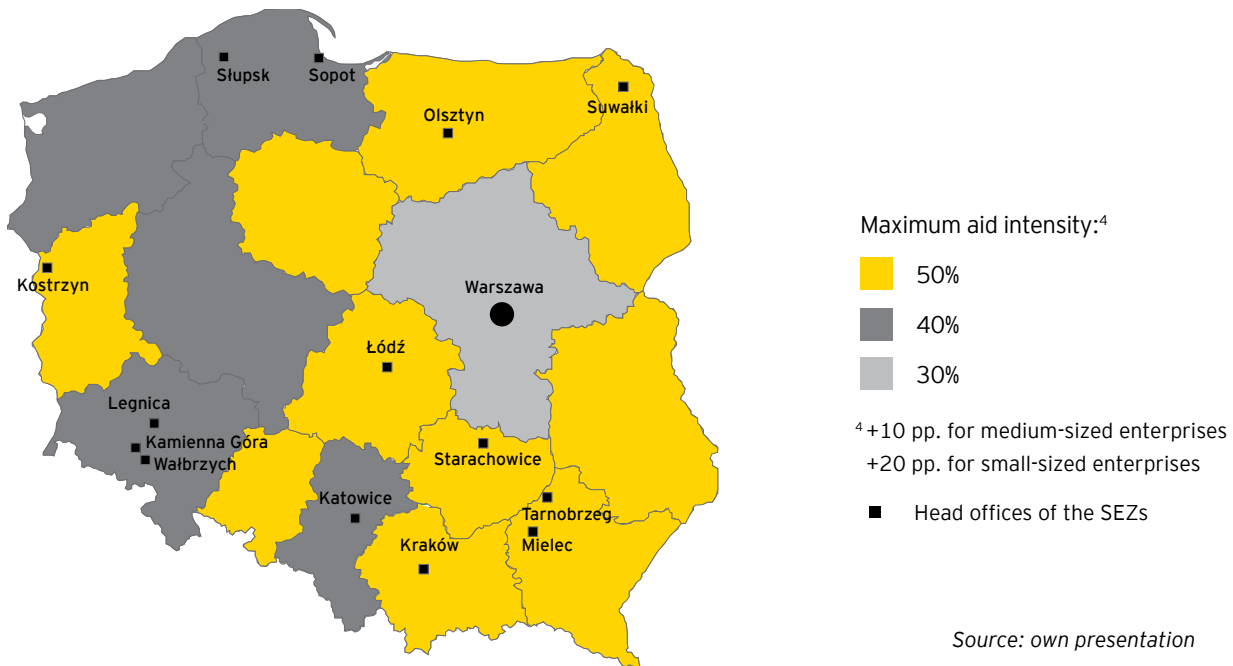 Słupsk
Sopot
Suwałki
Olsztyn
Kostrzyn
Warszawa
Łódź
Legnica
Kamienna Góra
Wałbrzych
Starachowice
Katowice
Tarnobrzeg
Mielec
Kraków
Maximum aid intensity:⁴
50%
40%
30%
⁴ +10 pp. for medium-sized enterprises
+20 pp. for small-sized enterprises
Head offices of the SEZs
Source: own presentation